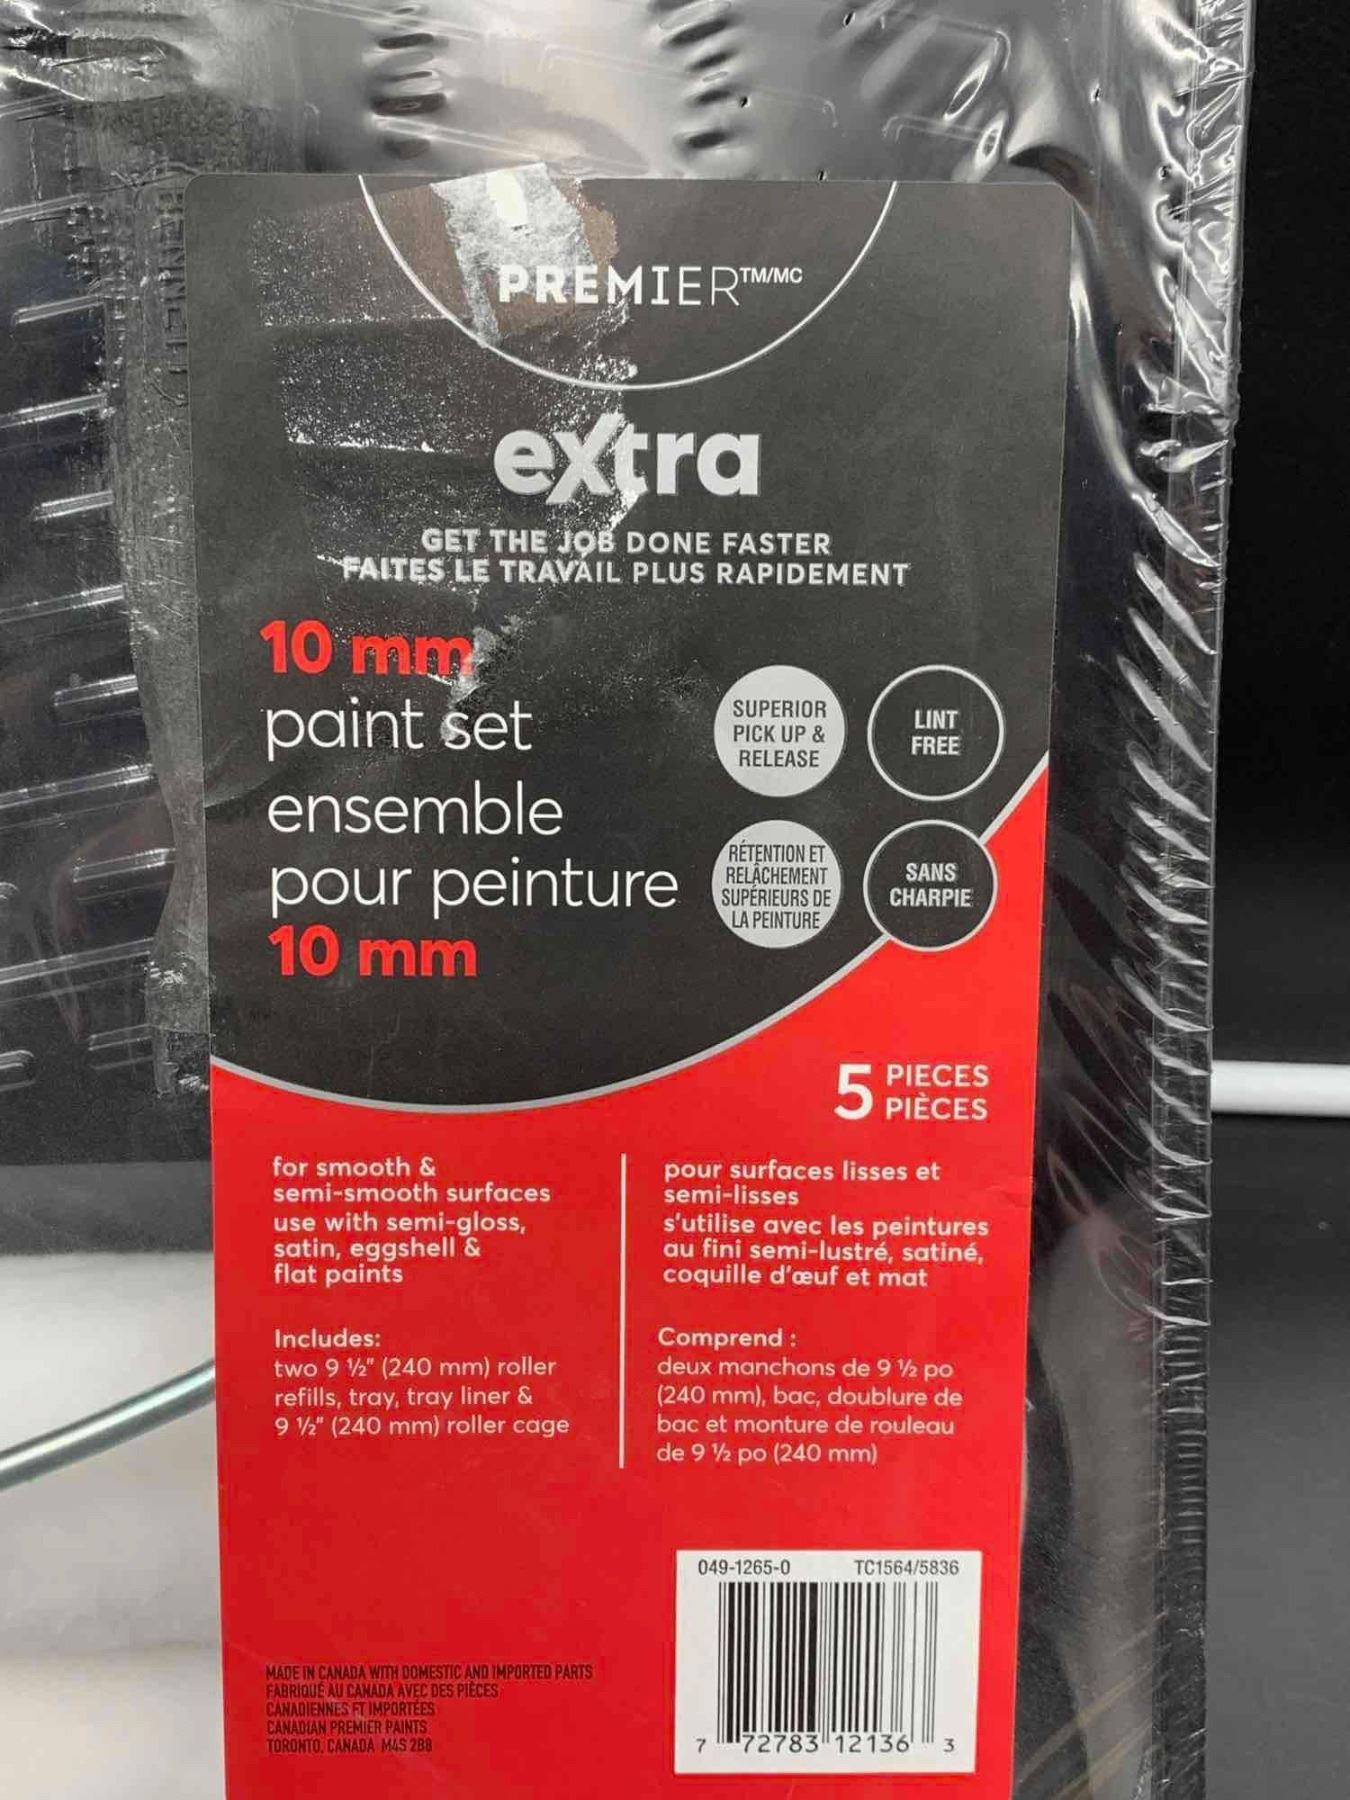 PREMIER™/MC
extra
GET THE JOB DONE FASTER
FAITES LE TRAVAIL PLUS RAPIDEMENT
10 mm
paint set
ensemble
pour peinture
10 mm
SUPERIOR
PICK UP &
RELEASE
LINT
FREE
RÉTENTION ET
RELÂCHEMENT
SUPÉRIEURS DE
LA PEINTURE
SANS
CHARPIE
5 PIECES
PIÈCES
for smooth &
semi-smooth surfaces
use with semi-gloss,
satin, eggshell &
flat paints
Includes:
two 9 ½" (240 mm) roller
refills, tray, tray liner &
9 ½" (240 mm) roller cage
pour surfaces lisses et
semi-lisses
s'utilise avec les peintures
au fini semi-lustré, satiné,
coquille d'œuf et mat
Comprend :
deux manchons de 9 ½ po
(240 mm), bac, doublure de
bac et monture de rouleau
de 9 ½ po (240 mm)
049-1265-0 TC1564/5836
7 72783 12136 3
MADE IN CANADA WITH DOMESTIC AND IMPORTED PARTS
FABRIQUÉ AU CANADA AVEC DES PIÈCES
CANADIENNES ET IMPORTÉES
CANADIAN PREMIER PAINTS
TORONTO, CANADA M4S 2B8